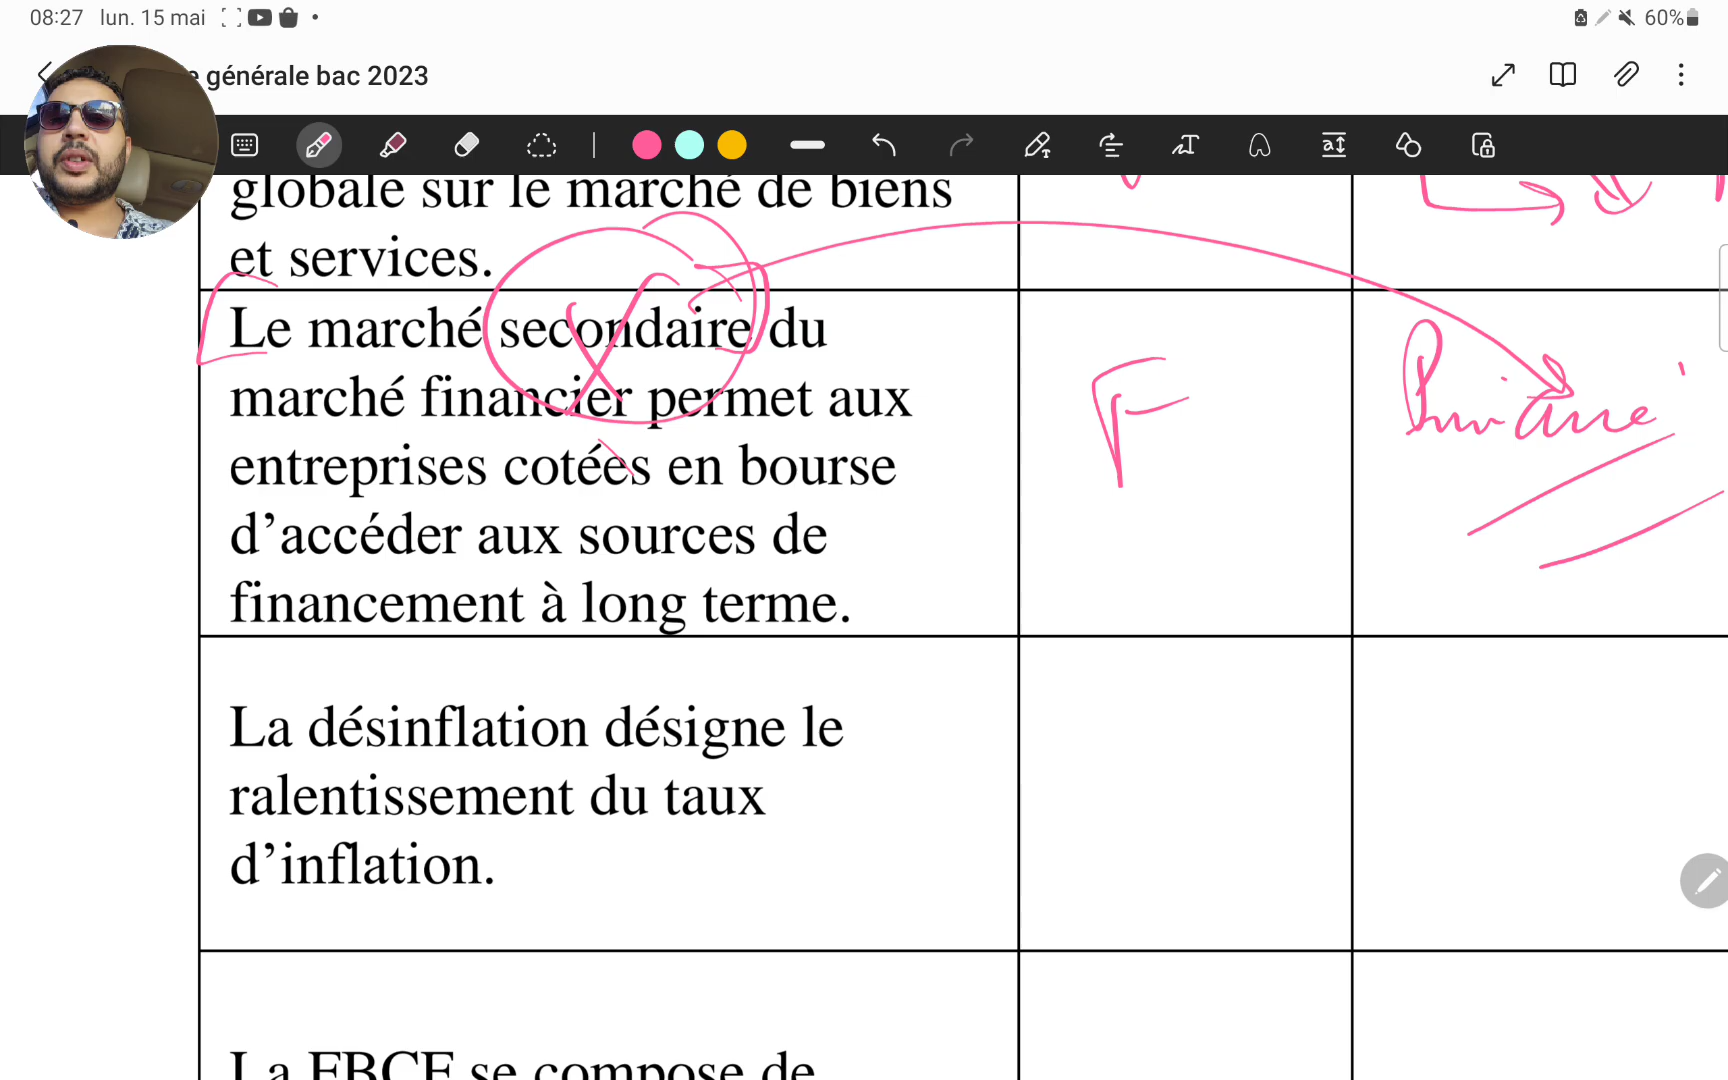 08:27 lun. 15 mai
60%
e générale bac 2023
globale sur le marché de biens
et services.
Le marché secondaire du
marché financier permet aux
entreprises cotées en bourse
d’accéder aux sources de
financement à long terme.
F
Primaire
La désinflation désigne le
ralentissement du taux
d’inflation.
La FBCF se compose de